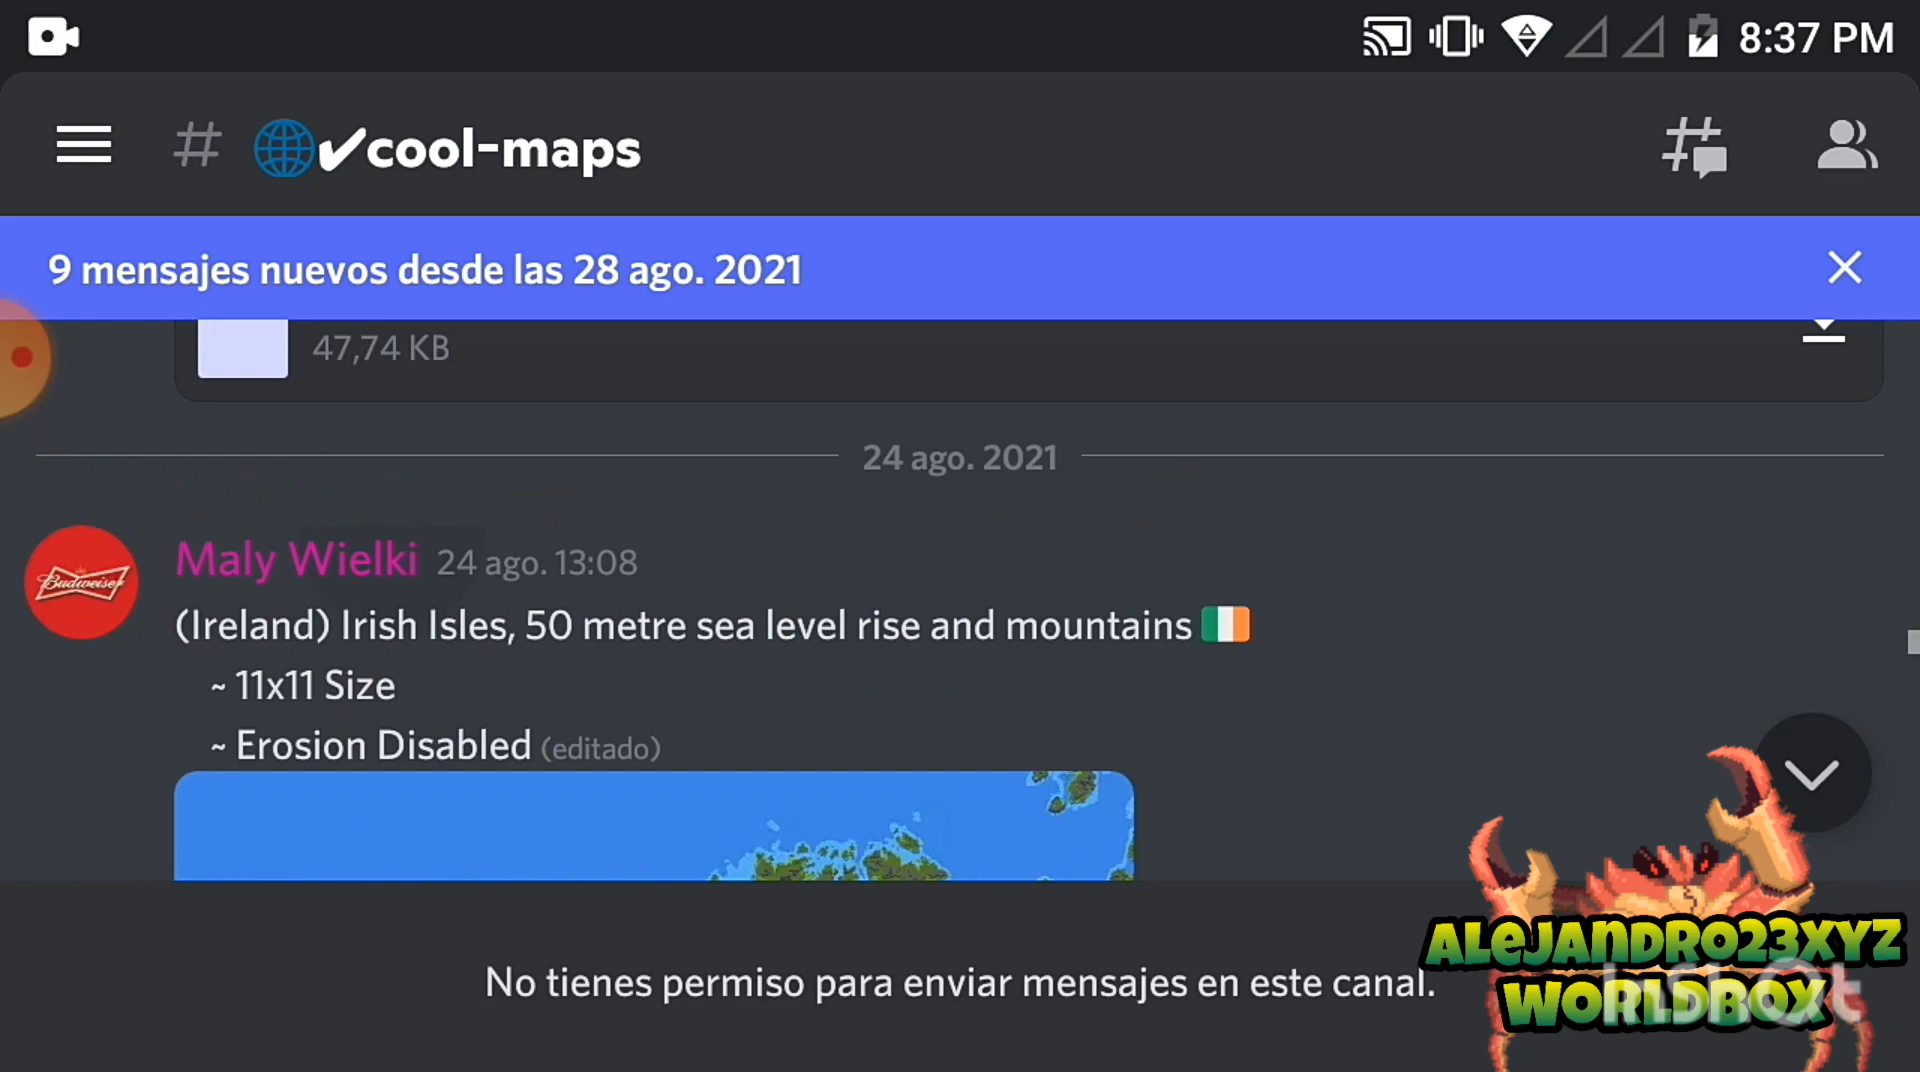 8:37 PM
# 🌐✔cool-maps
9 mensajes nuevos desde las 28 ago. 2021
47,74 KB
24 ago. 2021
Budweiser
Maly Wielki 24 ago. 13:08
(Ireland) Irish Isles, 50 metre sea level rise and mountains 🇮🇪
~ 11x11 Size
~ Erosion Disabled (editado)
No tienes permiso para enviar mensajes en este canal.
ALeJANDRO23XYZ
WORLDBOX
InShOt